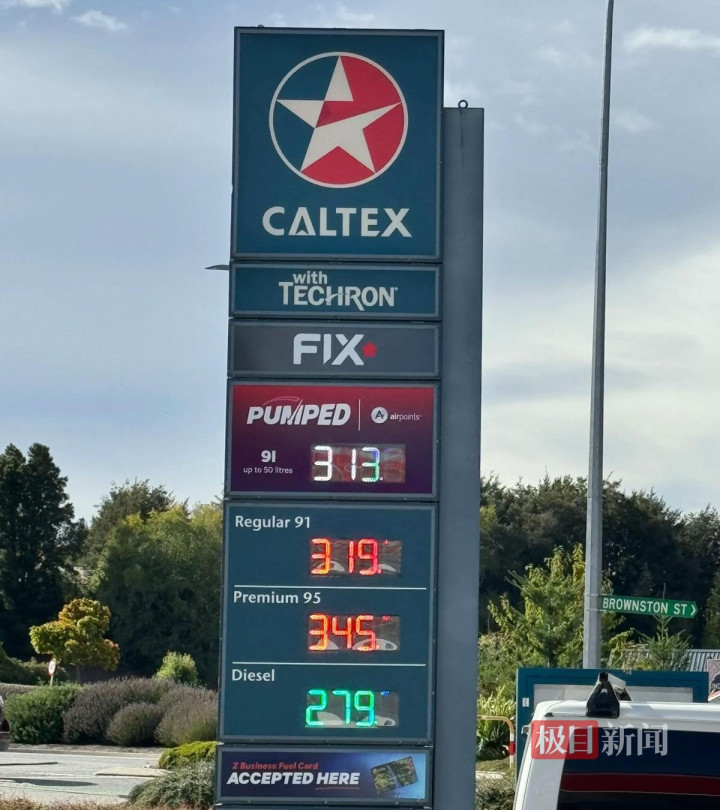 CALTEX
with
TECHRON
FIX
PUMPED
airpoints
91
up to 50 litres
313
Regular 91
319
Premium 95
345
Diesel
279
Z Business Fuel Card
ACCEPTED HERE
BROWNSTON ST
极目新闻